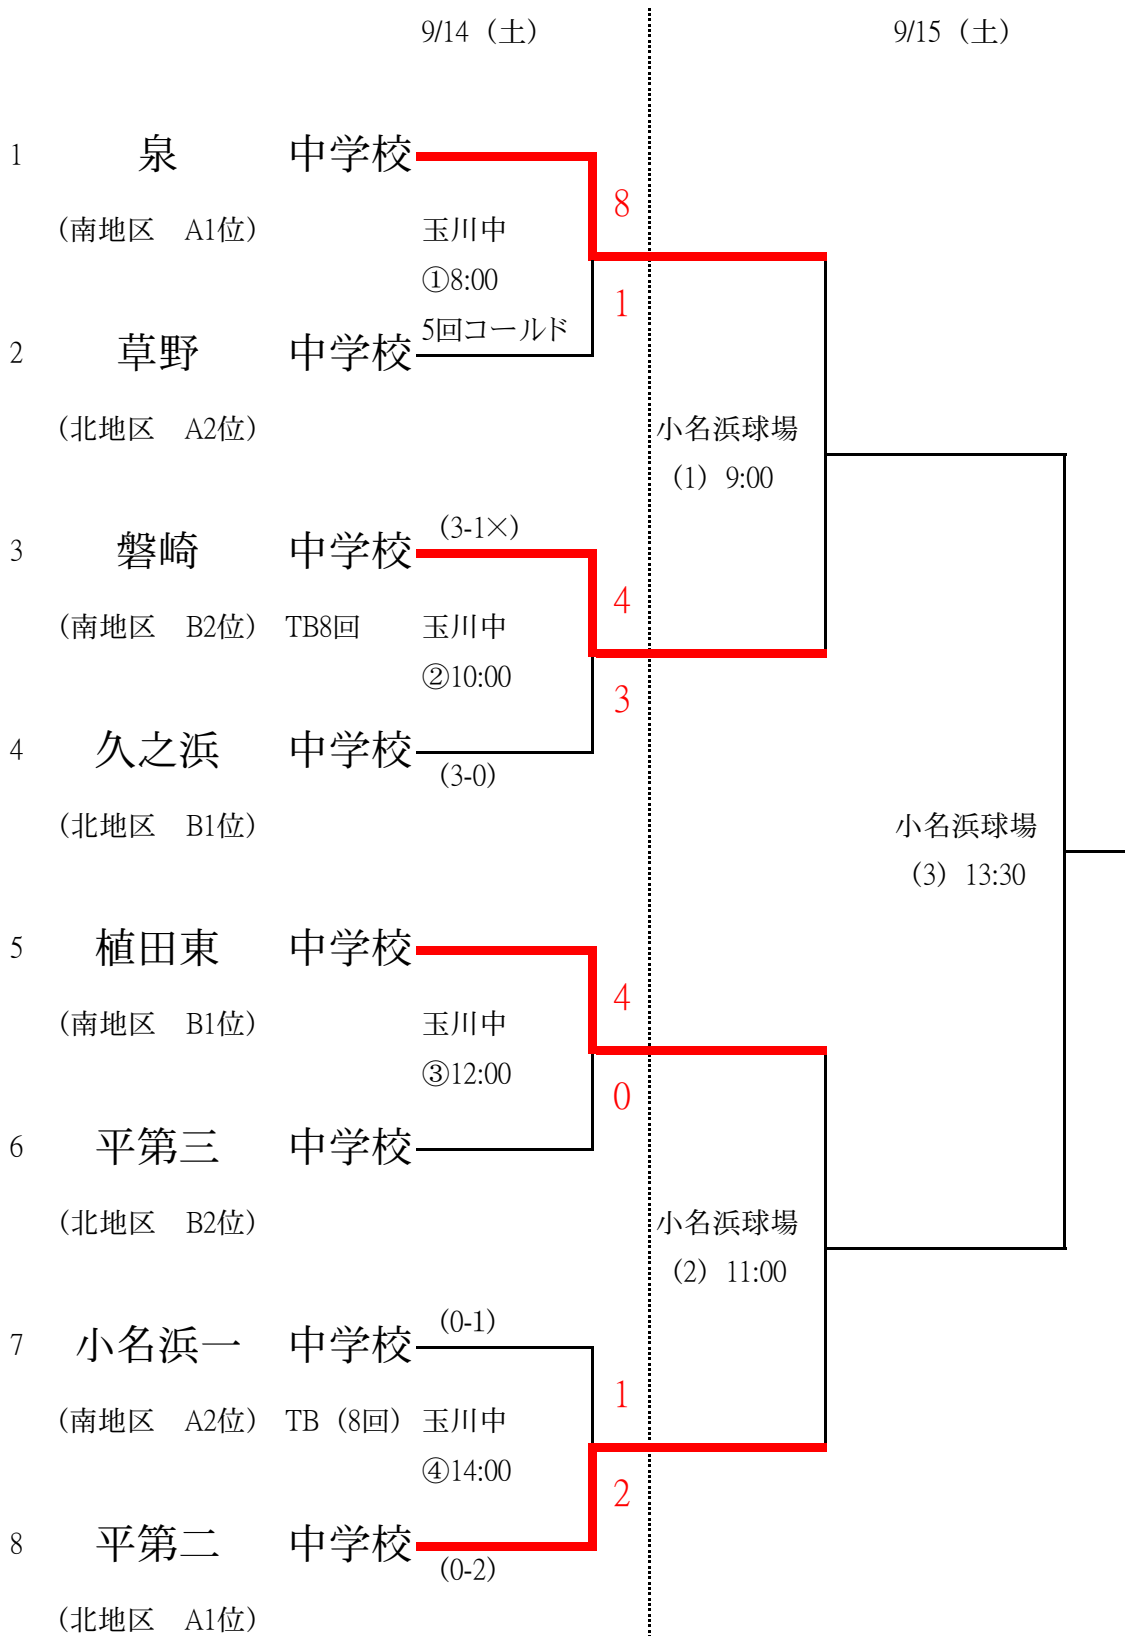 9/14（土） 9/15（土）
1 泉 中学校
8
（南地区 A1位） 玉川中
①8:00
1
5回コールド
2 草野 中学校
（北地区 A2位） 小名浜球場
（1）9:00
（3-1×）
3 磐崎 中学校
4
（南地区 B2位） TB8回 玉川中
②10:00
3
4 久之浜 中学校
（3-0）
（北地区 B1位） 小名浜球場
（3）13:30
5 植田東 中学校
4
（南地区 B1位） 玉川中
③12:00
0
6 平第三 中学校
（北地区 B2位） 小名浜球場
（2）11:00
（0-1）
7 小名浜一 中学校
1
（南地区 A2位） TB（8回） 玉川中
④14:00
2
8 平第二 中学校
（0-2）
（北地区 A1位）